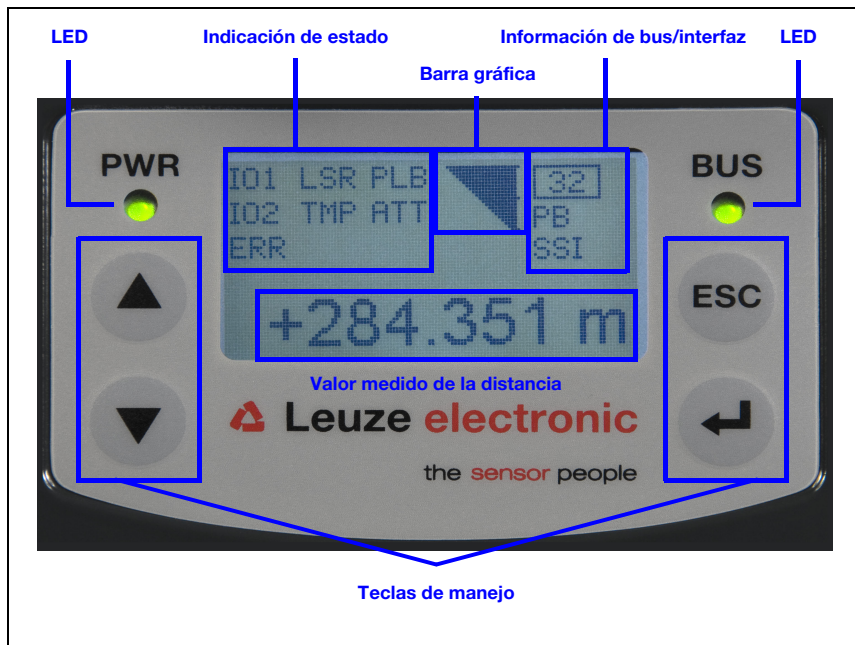 LED Indicación de estado Información de bus/interfaz LED
Barra gráfica
PWR
BUS
IO1 LSR PLB
IO2 TMP ATT
ERR
32
PB
SSI
ESC
+284.351 m
Valor medido de la distancia
Leuze electronic
the sensor people
Teclas de manejo